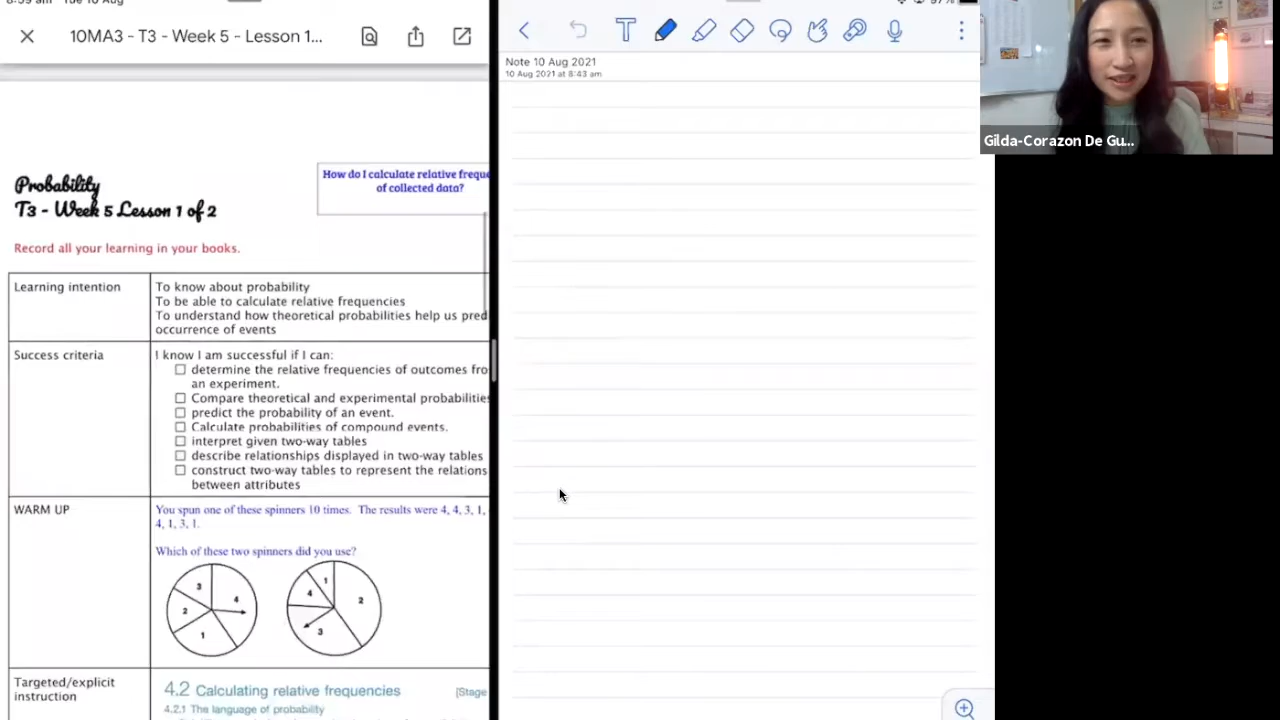 10MA3 - T3 - Week 5 - Lesson 1...
Probability
T3 - Week 5 Lesson 1 of 2
How do I calculate relative freque
of collected data?
Record all your learning in your books.
Learning intention
To know about probability
To be able to calculate relative frequencies
To understand how theoretical probabilities help us pred
occurrence of events
Success criteria
I know I am successful if I can:
determine the relative frequencies of outcomes fro
an experiment.
Compare theoretical and experimental probabilities
predict the probability of an event.
Calculate probabilities of compound events.
interpret given two-way tables
describe relationships displayed in two-way tables
construct two-way tables to represent the relations
between attributes
WARM UP
You spun one of these spinners 10 times. The results were 4, 4, 3, 1,
4, 1, 3, 1.
Which of these two spinners did you use?
3
4
2
1
1
4
2
3
Targeted/explicit
instruction
4.2 Calculating relative frequencies
[Stage
4.2.1 The language of probability
T
Note 10 Aug 2021
10 Aug 2021 at 8:43 am
Gilda-Corazon De Gu...